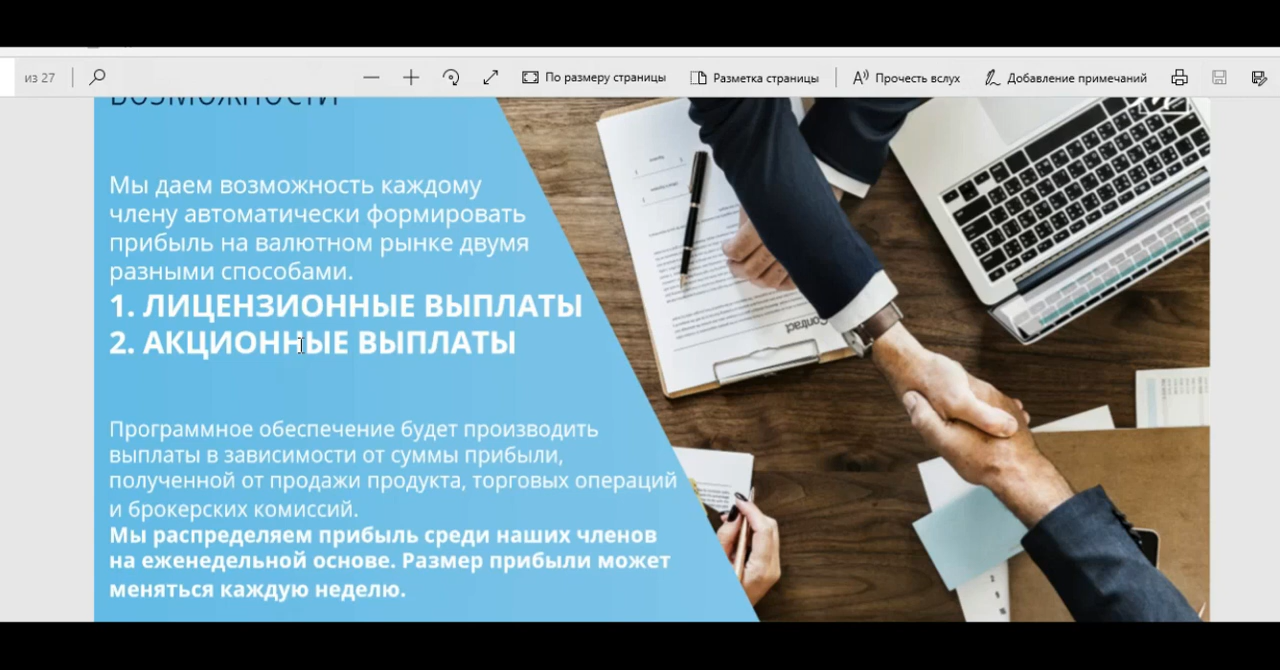 из 27
По размеру страницы
Разметка страницы
Прочесть вслух
Добавление примечаний
ВОЗМОЖНОСТИ
Мы даем возможность каждому
члену автоматически формировать
прибыль на валютном рынке двумя
разными способами.
1. ЛИЦЕНЗИОННЫЕ ВЫПЛАТЫ
2. АКЦИОННЫЕ ВЫПЛАТЫ
Программное обеспечение будет производить
выплаты в зависимости от суммы прибыли,
полученной от продажи продукта, торговых операций
и брокерских комиссий.
Мы распределяем прибыль среди наших членов
на еженедельной основе. Размер прибыли может
меняться каждую неделю.
Contract